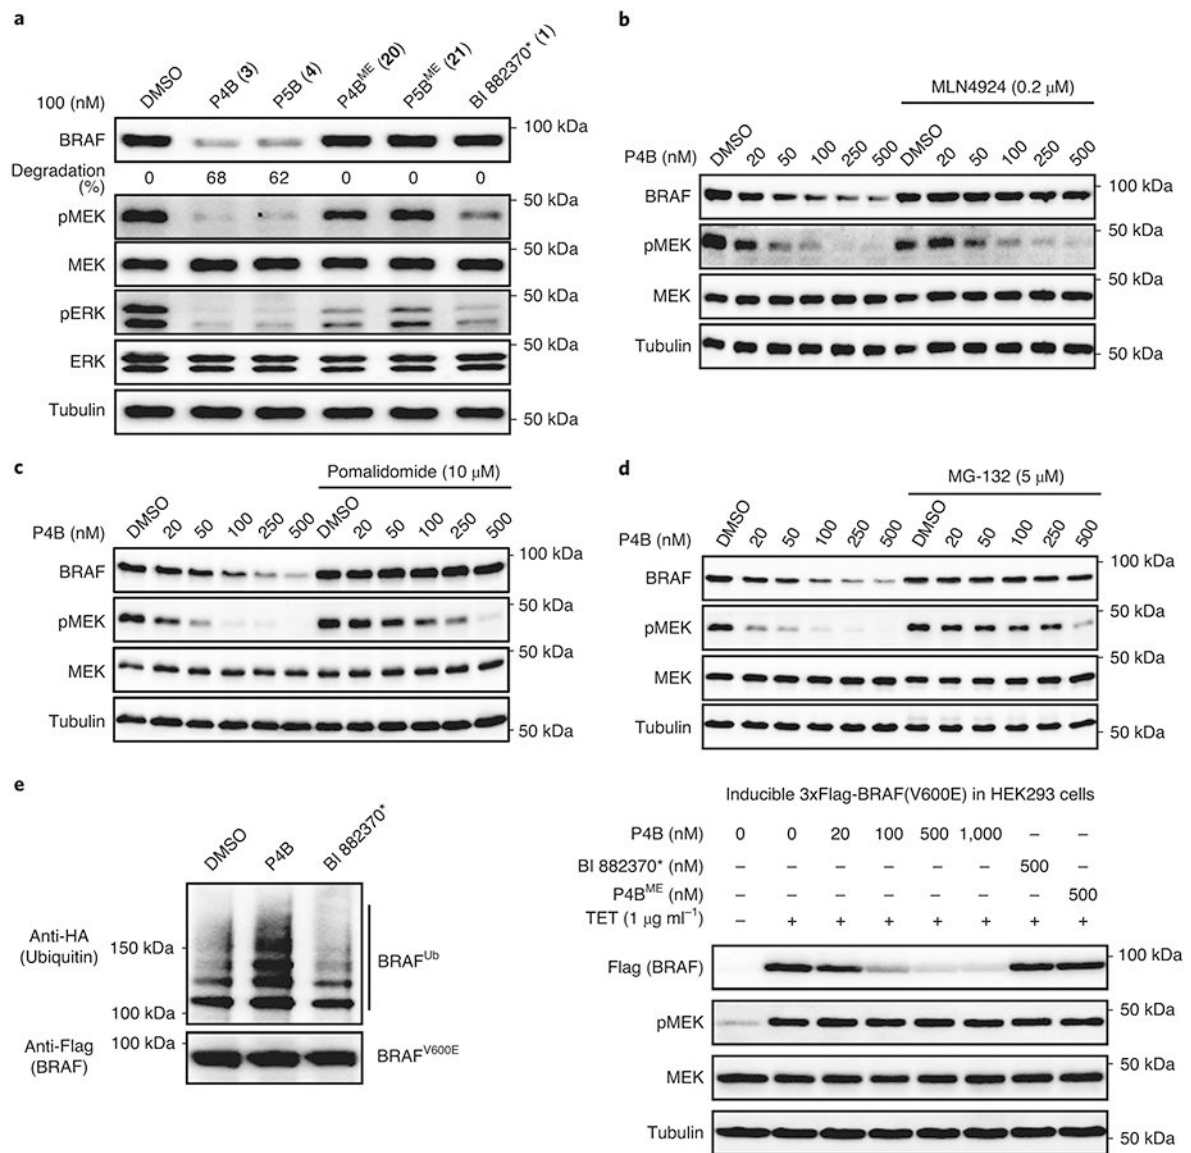 a
DMSO P4B (3) P5B (4) P4B^ME (20) P5B^ME (21) BI 882370* (1)
100 (nM)
BRAF 100 kDa
Degradation (%) 0 68 62 0 0 0
pMEK 50 kDa
MEK 50 kDa
pERK 50 kDa
ERK 50 kDa
Tubulin 50 kDa
b
MLN4924 (0.2 μM)
P4B (nM) DMSO 20 50 100 250 500 DMSO 20 50 100 250 500
BRAF 100 kDa
pMEK 50 kDa
MEK 50 kDa
Tubulin 50 kDa
c
Pomalidomide (10 μM)
P4B (nM) DMSO 20 50 100 250 500 DMSO 20 50 100 250 500
BRAF 100 kDa
pMEK 50 kDa
MEK 50 kDa
Tubulin 50 kDa
d
MG-132 (5 μM)
P4B (nM) DMSO 20 50 100 250 500 DMSO 20 50 100 250 500
BRAF 100 kDa
pMEK 50 kDa
MEK 50 kDa
Tubulin 50 kDa
e
DMSO P4B BI 882370*
Anti-HA (Ubiquitin) 150 kDa 100 kDa BRAF^Ub
Anti-Flag (BRAF) 100 kDa BRAF^V600E
Inducible 3xFlag-BRAF(V600E) in HEK293 cells
P4B (nM) 0 0 20 100 500 1,000 – –
BI 882370* (nM) – – – – – – 500 –
P4B^ME (nM) – – – – – – – 500
TET (1 μg ml⁻¹) – + + + + + + +
Flag (BRAF) 100 kDa
pMEK 50 kDa
MEK 50 kDa
Tubulin 50 kDa